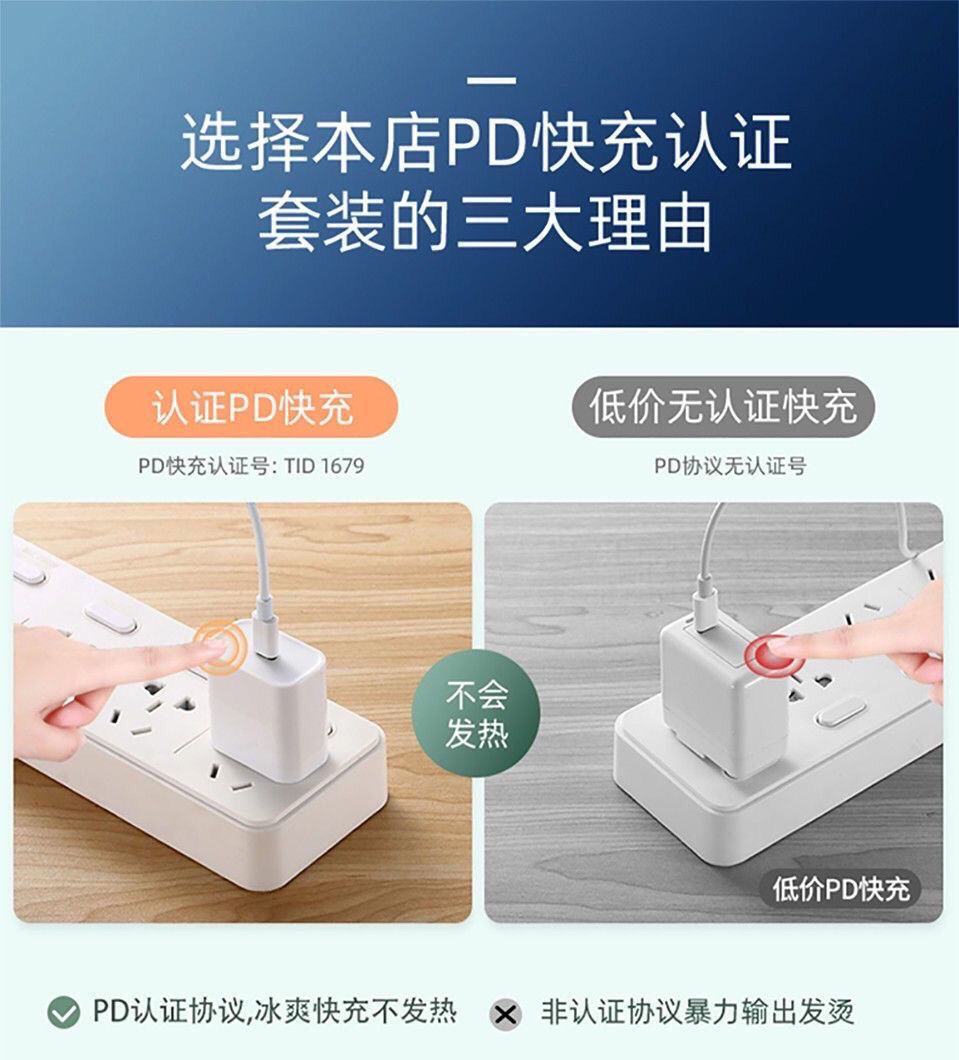 选择本店PD快充认证
套装的三大理由
认证PD快充
低价无认证快充
PD快充认证号: TID 1679
PD协议无认证号
不会
发热
低价PD快充
PD认证协议,冰爽快充不发热
非认证协议暴力输出发烫